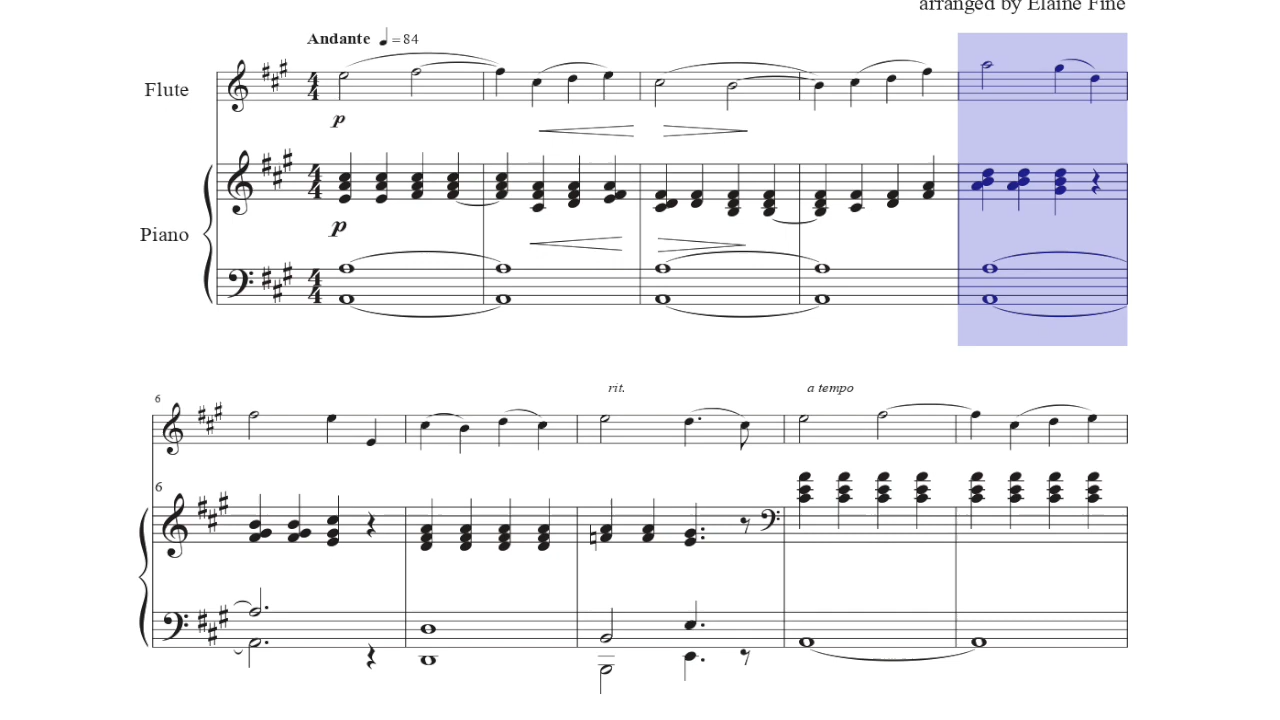 arranged by Elaine Fine
Andante ♩ = 84
Flute
p
Piano
p
6
rit.
a tempo
6